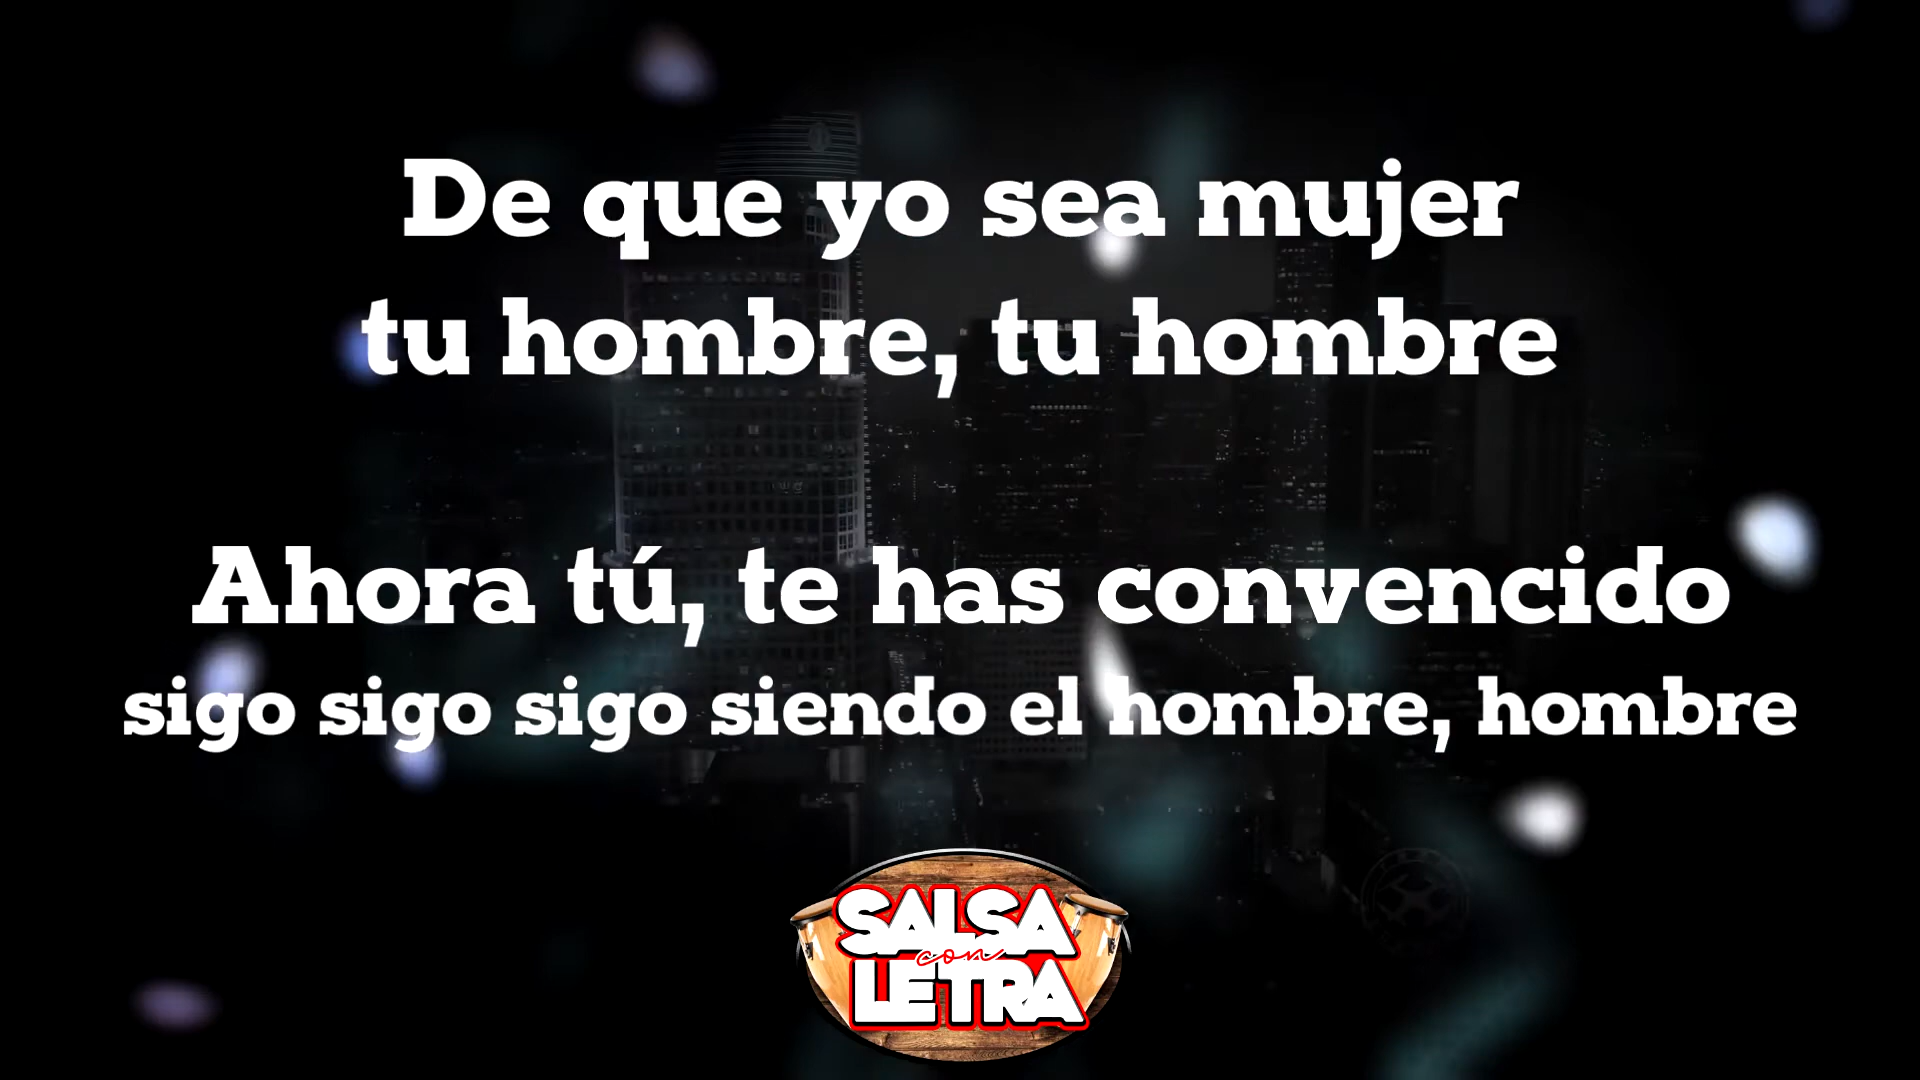 De que yo sea mujer
tu hombre, tu hombre
Ahora tú, te has convencido
sigo sigo sigo siendo el hombre, hombre
SALSA
con
LETRA